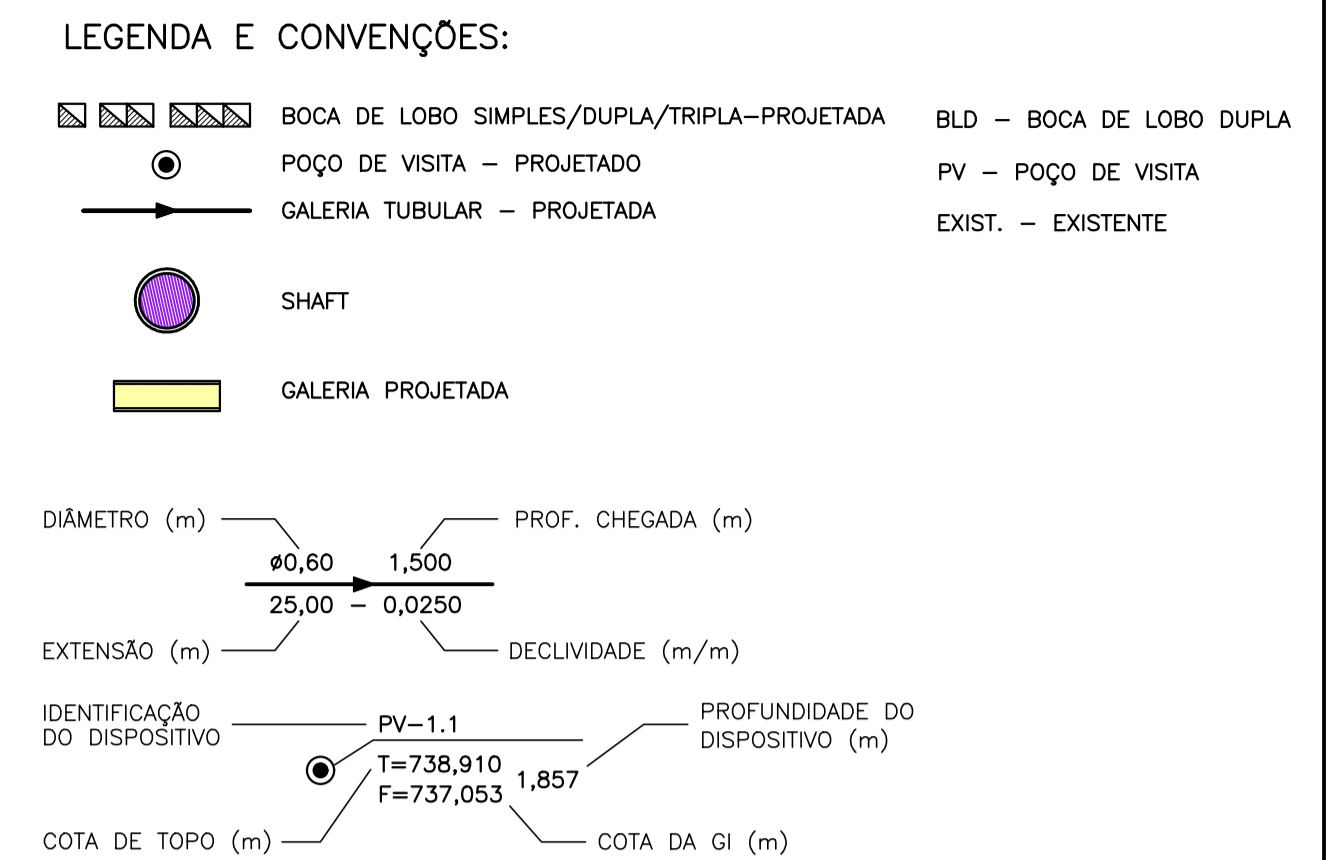 LEGENDA E CONVENÇÕES:
BOCA DE LOBO SIMPLES/DUPLA/TRIPLA-PROJETADA
POÇO DE VISITA - PROJETADO
GALERIA TUBULAR - PROJETADA
SHAFT
GALERIA PROJETADA
BLD - BOCA DE LOBO DUPLA
PV - POÇO DE VISITA
EXIST. - EXISTENTE
DIÂMETRO (m)
PROF. CHEGADA (m)
ø0,60 1,500
25,00 - 0,0250
EXTENSÃO (m)
DECLIVIDADE (m/m)
IDENTIFICAÇÃO
DO DISPOSITIVO
PV-1.1
T=738,910
F=737,053
1,857
PROFUNDIDADE DO
DISPOSITIVO (m)
COTA DE TOPO (m)
COTA DA GI (m)